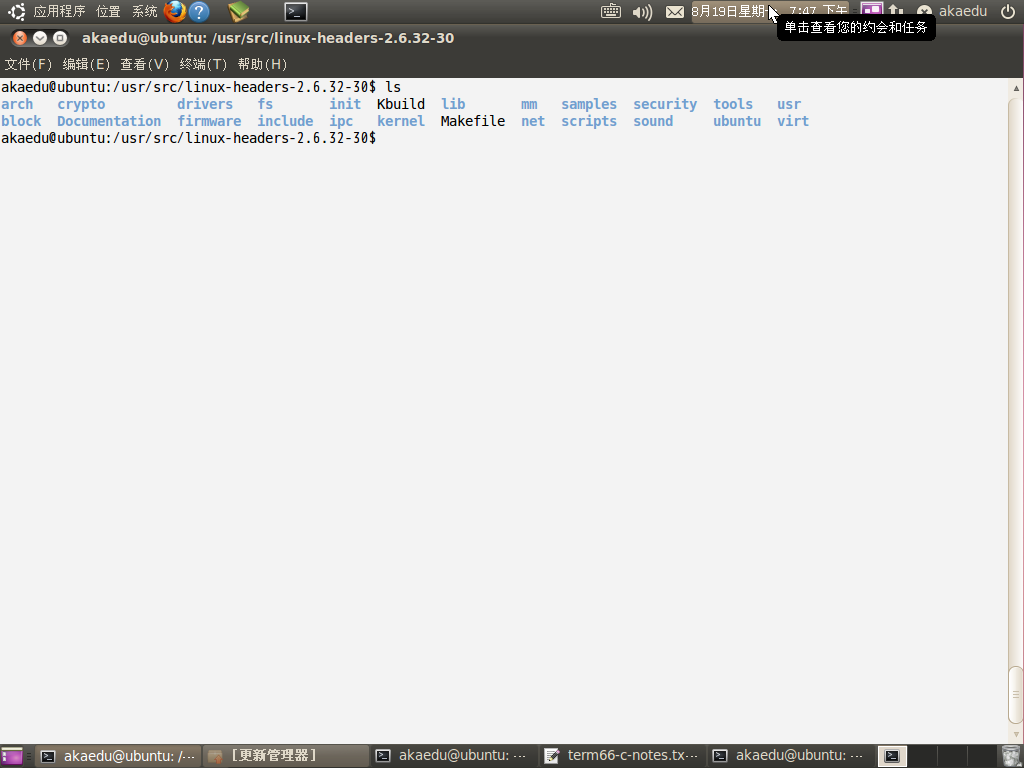 应用程序 位置 系统 8月19日星期一 7:47 下午 akaedu
单击查看您的约会和任务
akaedu@ubuntu: /usr/src/linux-headers-2.6.32-30
文件(F) 编辑(E) 查看(V) 终端(T) 帮助(H)
akaedu@ubuntu:/usr/src/linux-headers-2.6.32-30$ ls
arch crypto drivers fs init Kbuild lib mm samples security tools usr
block Documentation firmware include ipc kernel Makefile net scripts sound ubuntu virt
akaedu@ubuntu:/usr/src/linux-headers-2.6.32-30$
akaedu@ubuntu: /··· [更新管理器] akaedu@ubuntu: ··· term66-c-notes.tx··· akaedu@ubuntu: ···